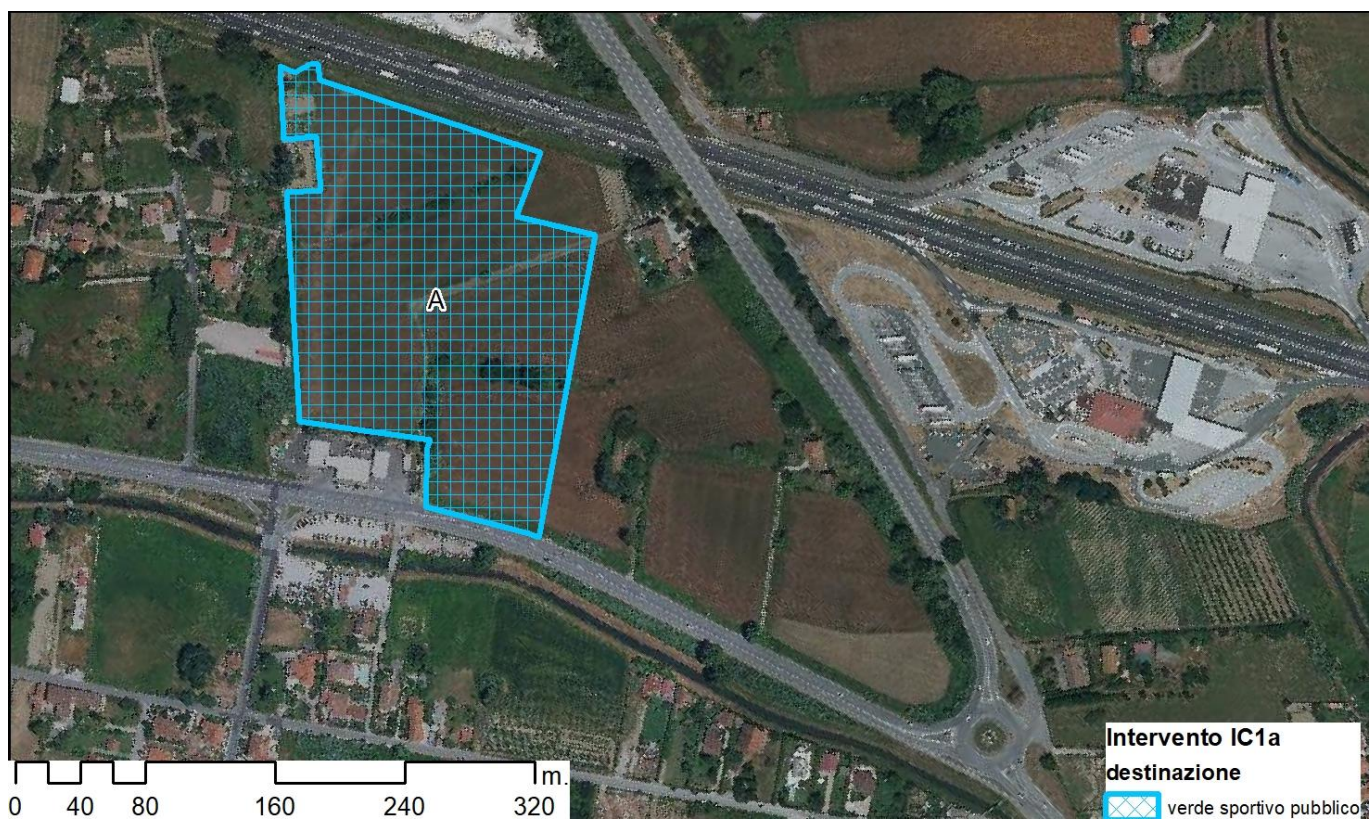 A
Intervento IC1a
destinazione
verde sportivo pubblico
m.
0 40 80 160 240 320